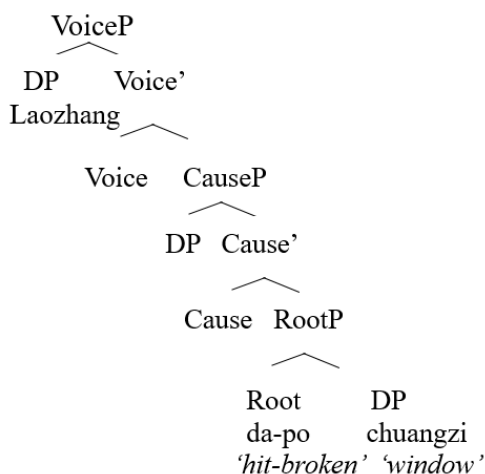 VoiceP
DP Voice’
Laozhang
Voice CauseP
DP Cause’
Cause RootP
Root DP
da-po chuangzi
‘hit-broken’ ‘window’